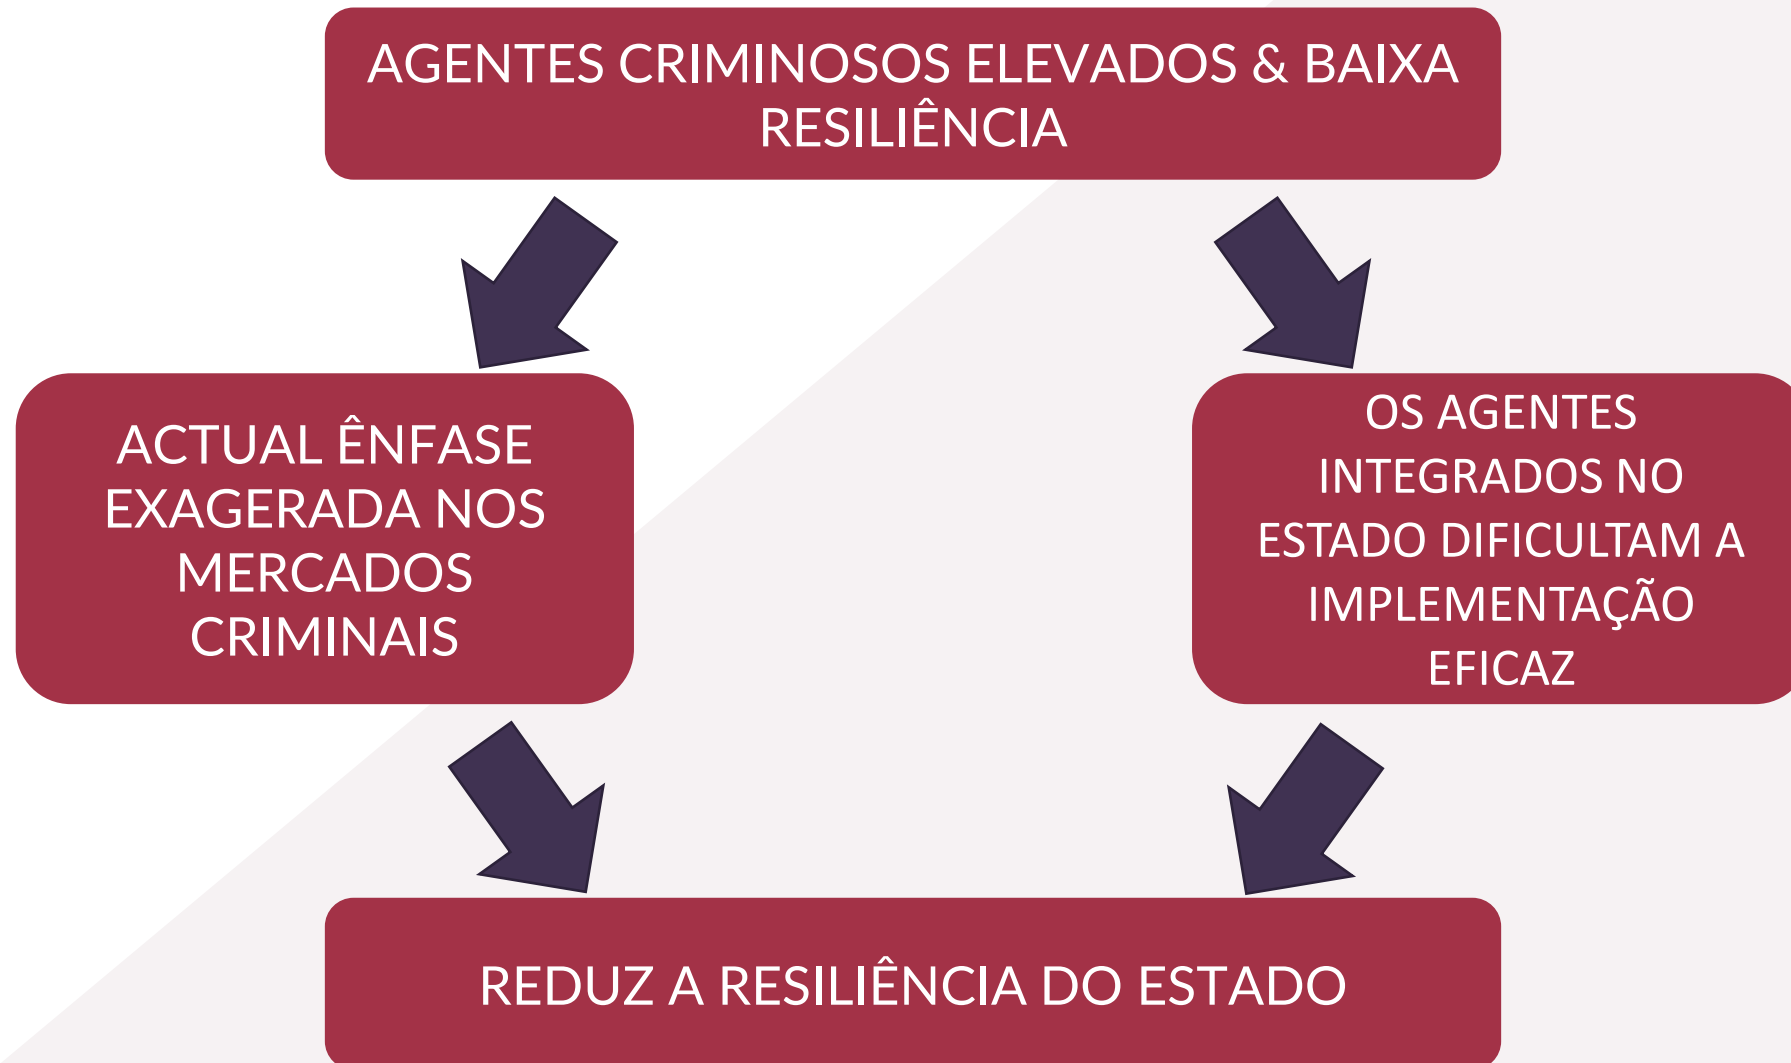 AGENTES CRIMINOSOS ELEVADOS & BAIXA
RESILIÊNCIA
ACTUAL ÊNFASE
EXAGERADA NOS
MERCADOS
CRIMINAIS
OS AGENTES
INTEGRADOS NO
ESTADO DIFICULTAM A
IMPLEMENTAÇÃO
EFICAZ
REDUZ A RESILIÊNCIA DO ESTADO